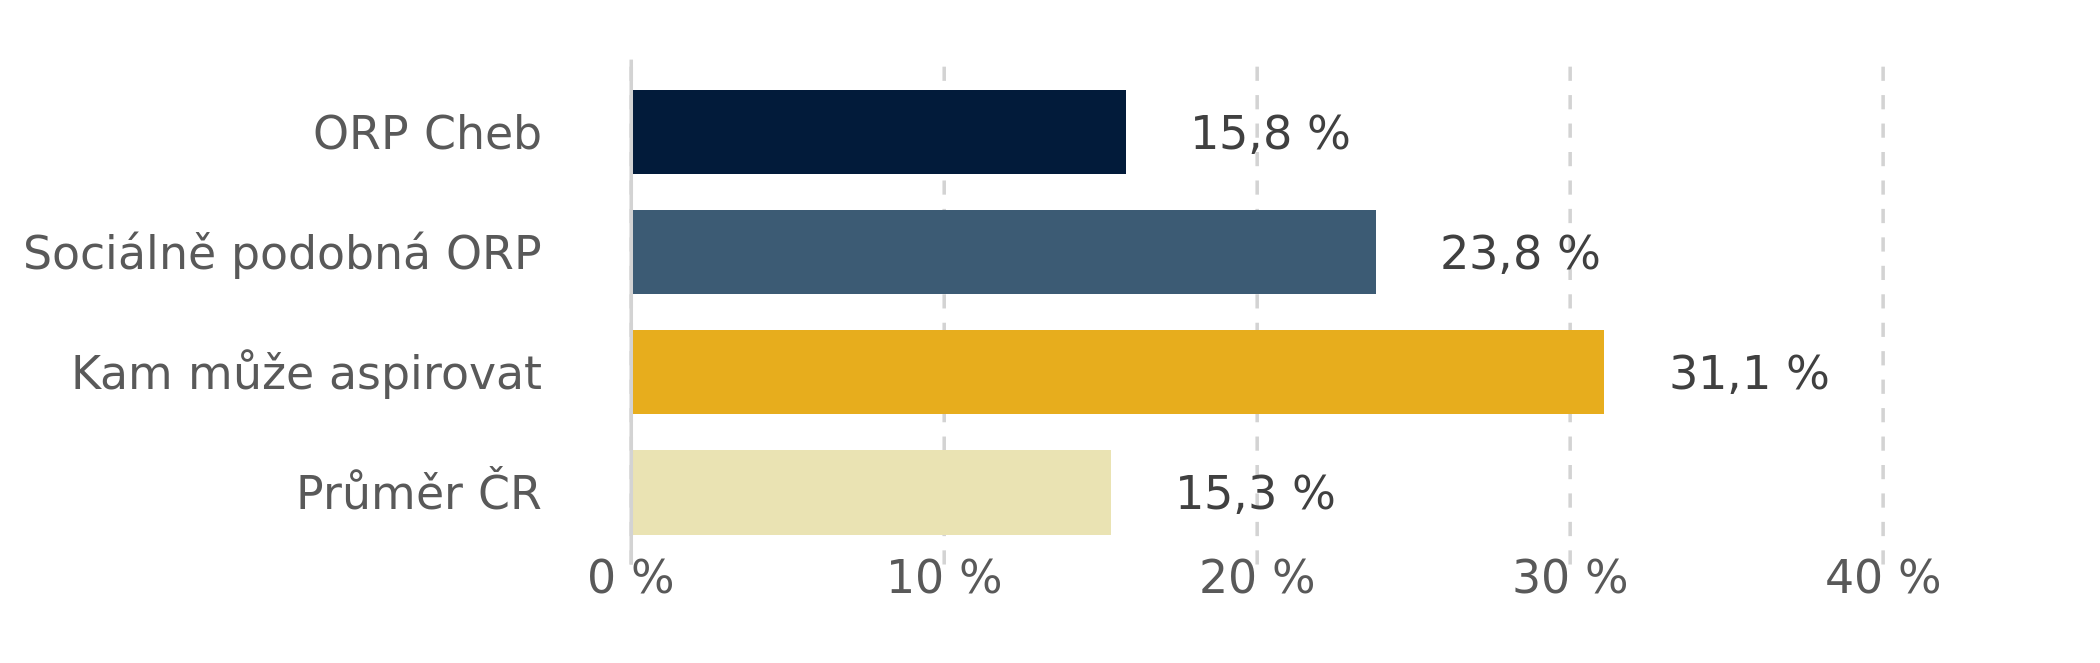 ORP Cheb 15,8 %
Sociálně podobná ORP 23,8 %
Kam může aspirovat 31,1 %
Průměr ČR 15,3 %
0 % 10 % 20 % 30 % 40 %